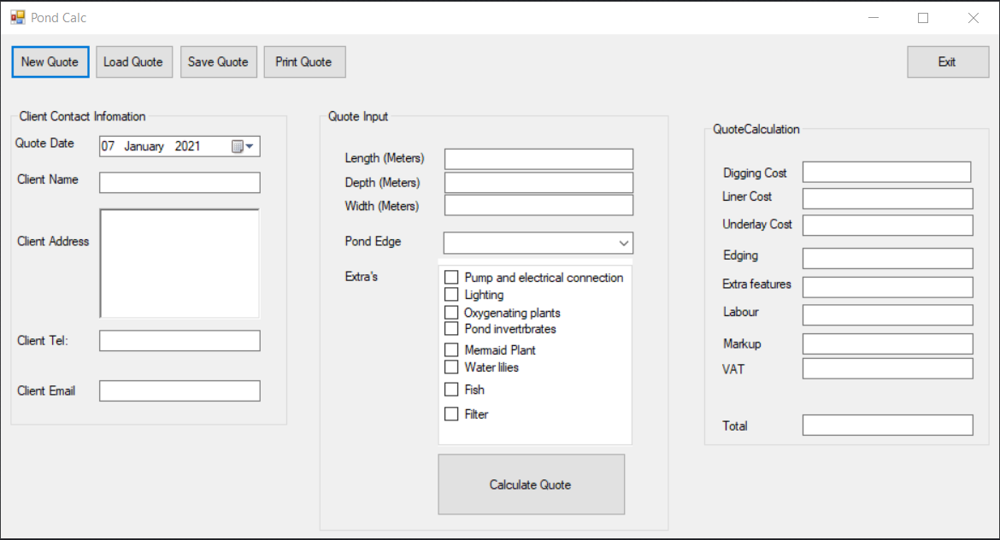 Pond Calc
New Quote Load Quote Save Quote Print Quote Exit
Client Contact Infomation
Quote Date 07 January 2021
Client Name
Client Address
Client Tel:
Client Email
Quote Input
Length (Meters)
Depth (Meters)
Width (Meters)
Pond Edge
Extra's
Pump and electrical connection
Lighting
Oxygenating plants
Pond invertrbrates
Mermaid Plant
Water lilies
Fish
Filter
Calculate Quote
QuoteCalculation
Digging Cost
Liner Cost
Underlay Cost
Edging
Extra features
Labour
Markup
VAT
Total